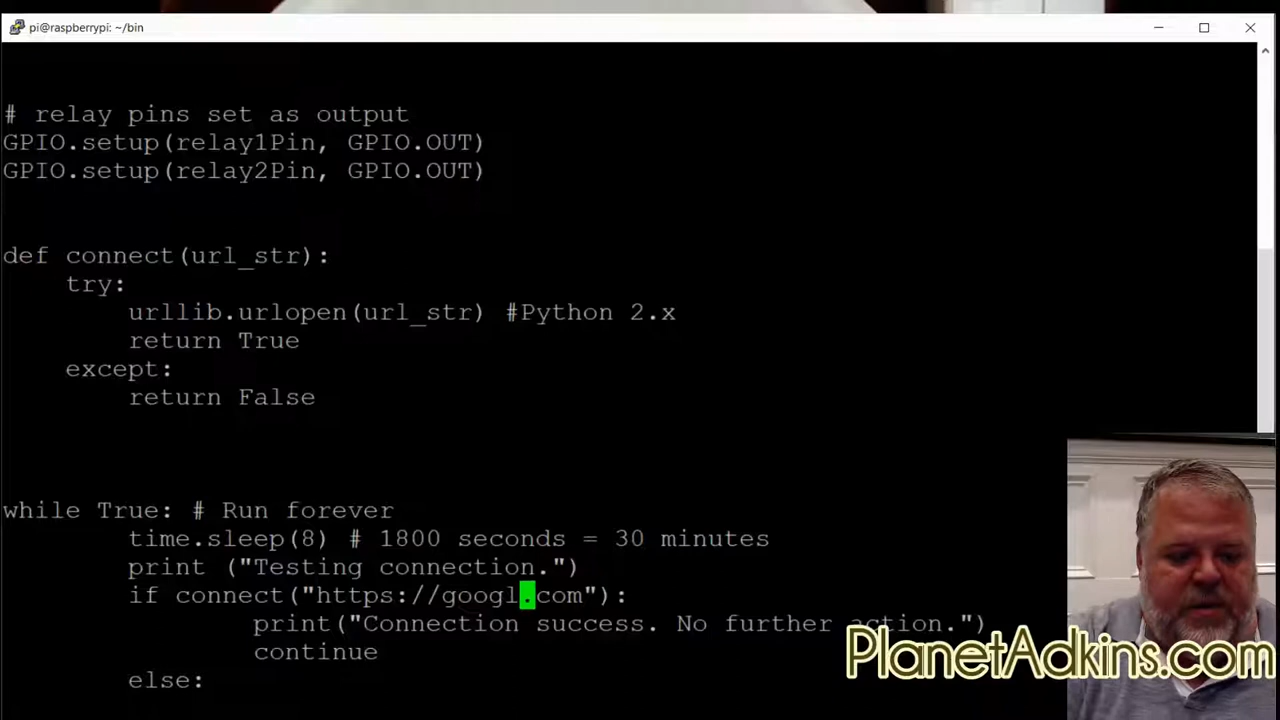 pi@raspberrypi: ~/bin
# relay pins set as output
GPIO.setup(relay1Pin, GPIO.OUT)
GPIO.setup(relay2Pin, GPIO.OUT)
def connect(url_str):
try:
urllib.urlopen(url_str) #Python 2.x
return True
except:
return False
while True: # Run forever
time.sleep(8) # 1800 seconds = 30 minutes
print ("Testing connection.")
if connect("https://googl.com"):
print("Connection success. No further action.")
continue
else:
PlanetAdkins.com